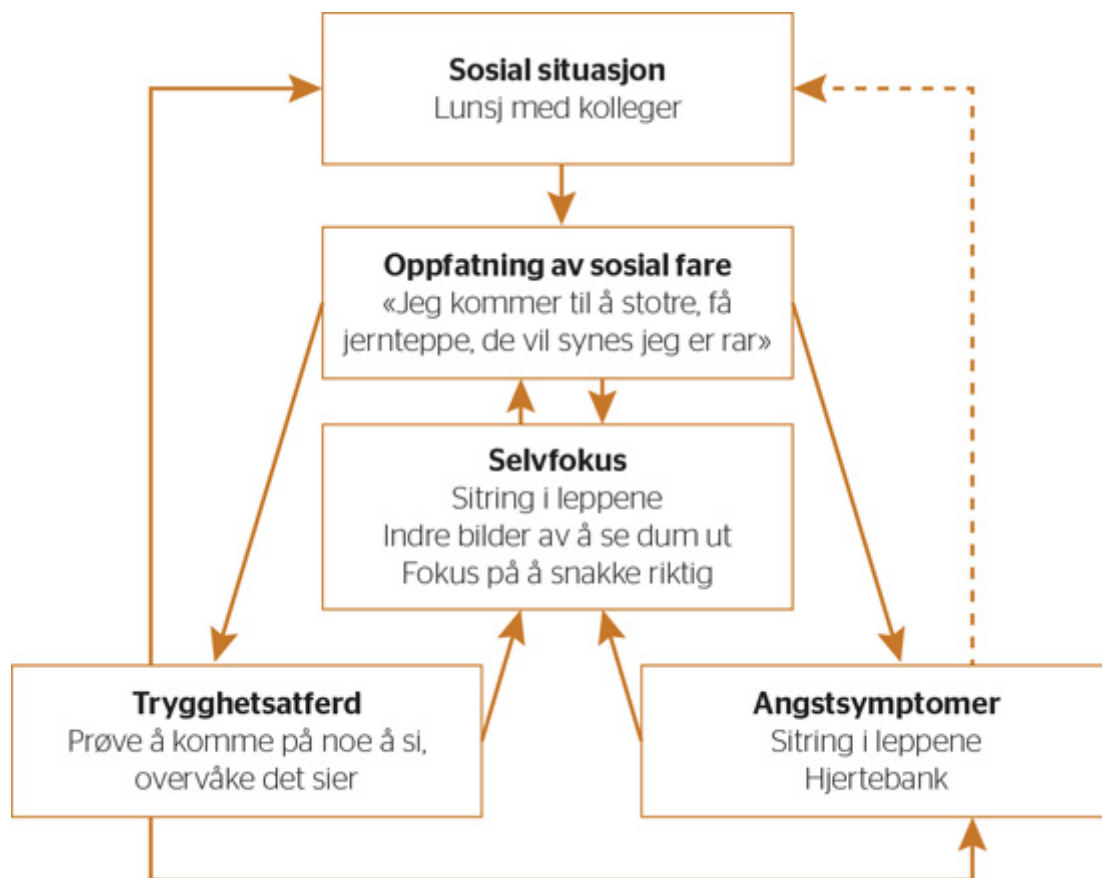 Sosial situasjon
Lunsj med kolleger
Oppfatning av sosial fare
«Jeg kommer til å stotre, få
jernteppe, de vil synes jeg er rar»
Selvfokus
Sitring i leppene
Indre bilder av å se dum ut
Fokus på å snakke riktig
Trygghetsatferd
Prøve å komme på noe å si,
overvåke det sier
Angstsymptomer
Sitring i leppene
Hjertebank